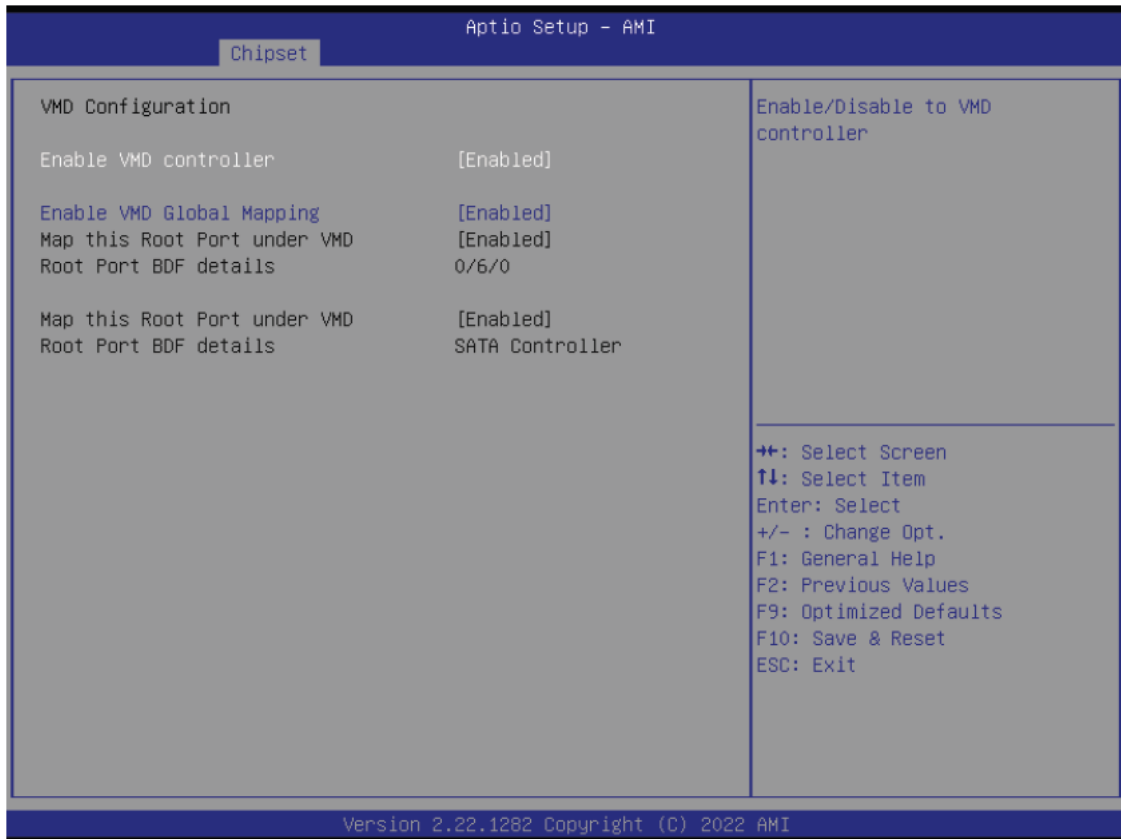 Aptio Setup - AMI
Chipset
VMD Configuration
Enable VMD controller [Enabled]
Enable VMD Global Mapping [Enabled]
Map this Root Port under VMD [Enabled]
Root Port BDF details 0/6/0
Map this Root Port under VMD [Enabled]
Root Port BDF details SATA Controller
Enable/Disable to VMD
controller
→←: Select Screen
↑↓: Select Item
Enter: Select
+/- : Change Opt.
F1: General Help
F2: Previous Values
F9: Optimized Defaults
F10: Save & Reset
ESC: Exit
Version 2.22.1282 Copyright (C) 2022 AMI